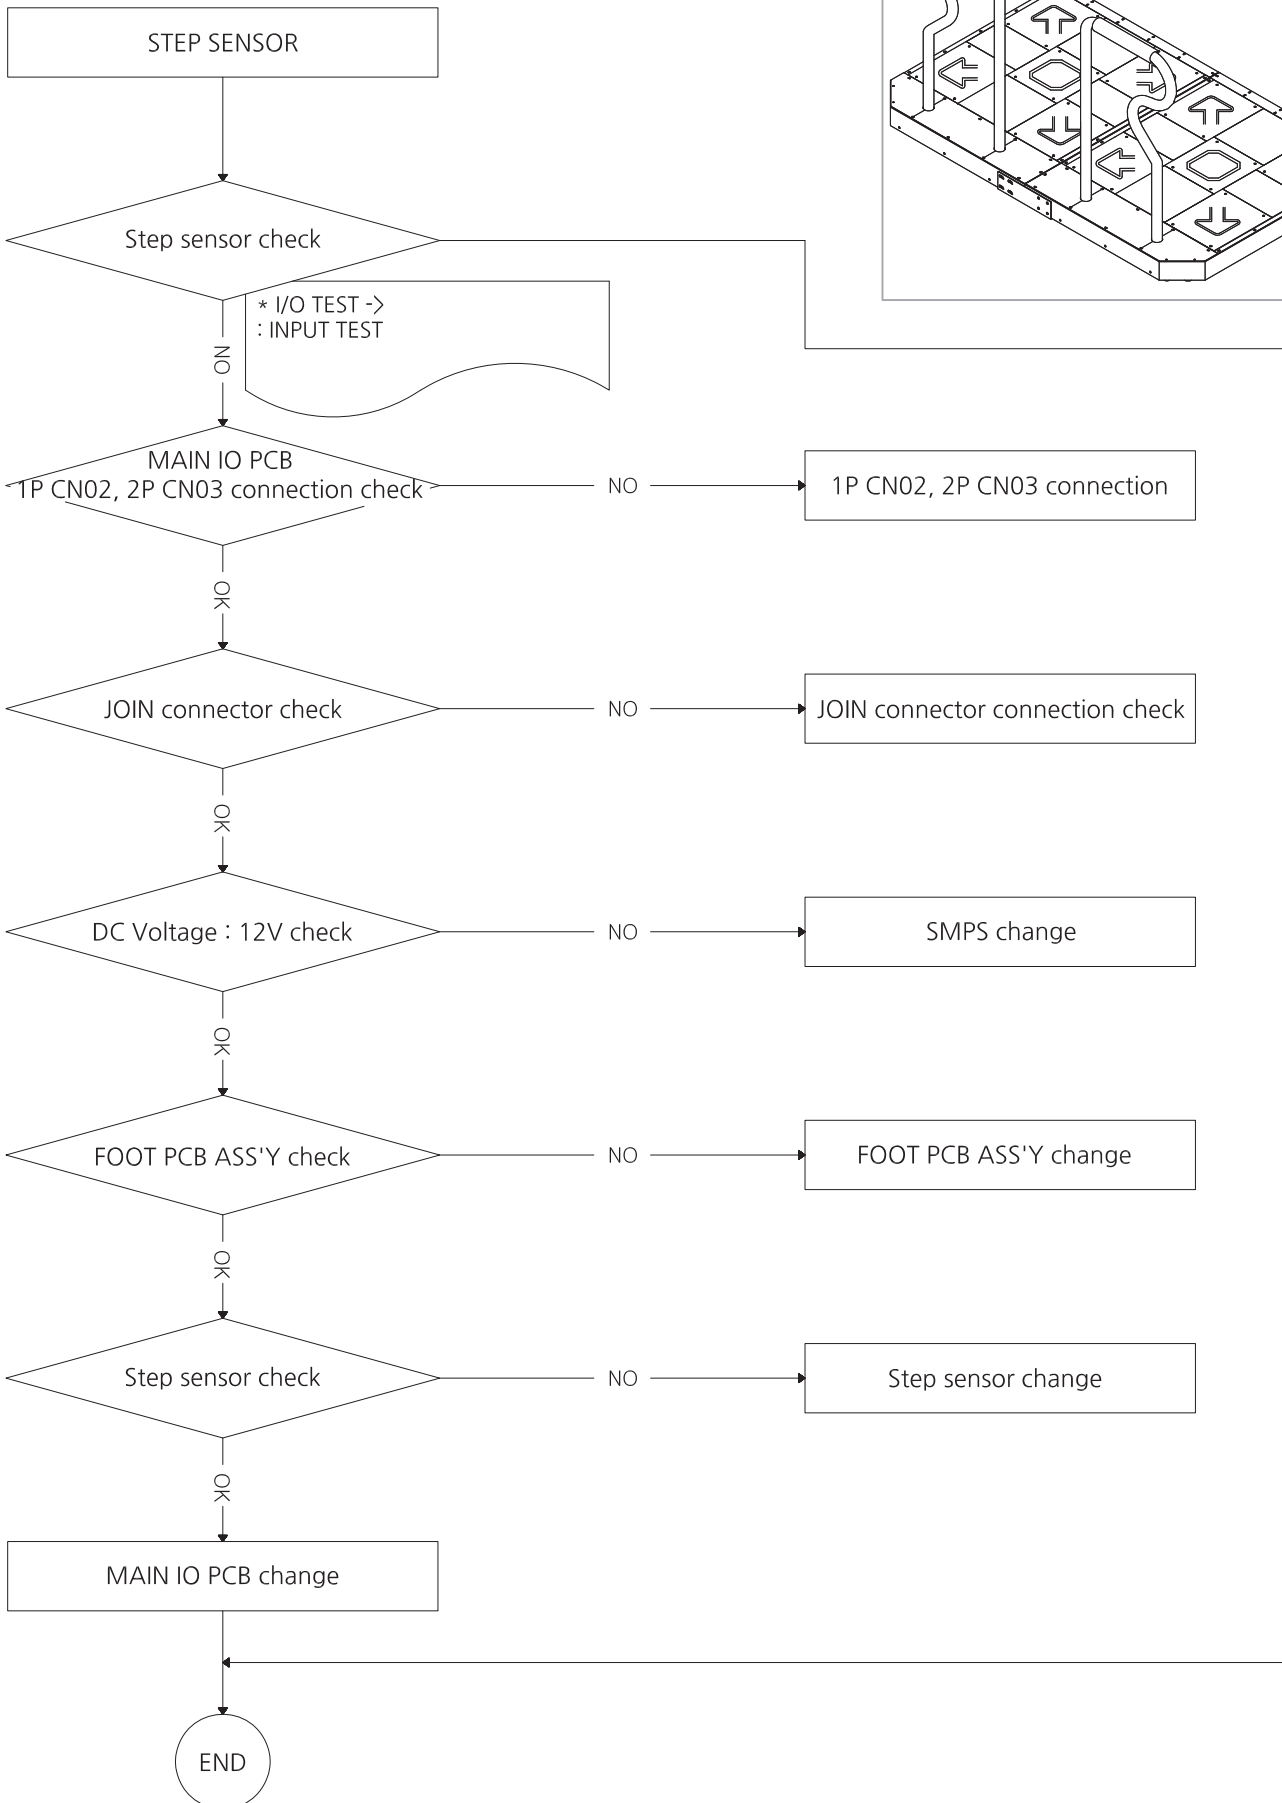 STEP SENSOR
Step sensor check
* I/O TEST ->
: INPUT TEST
NO
MAIN IO PCB
1P CN02, 2P CN03 connection check
NO
1P CN02, 2P CN03 connection
OK
JOIN connector check
NO
JOIN connector connection check
OK
DC Voltage : 12V check
NO
SMPS change
OK
FOOT PCB ASS'Y check
NO
FOOT PCB ASS'Y change
OK
Step sensor check
NO
Step sensor change
OK
MAIN IO PCB change
END